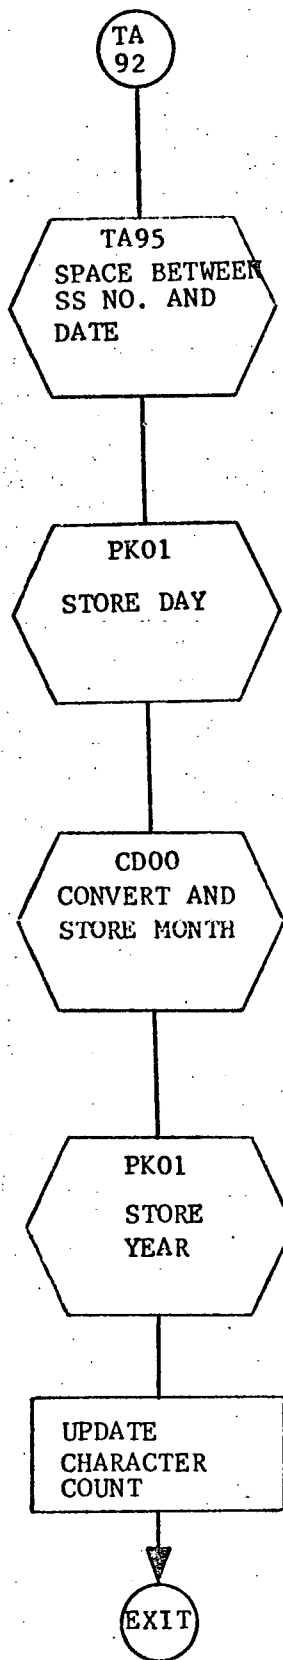 TA
92
TA95
SPACE BETWEEN
SS NO. AND
DATE
PK01
STORE DAY
CD00
CONVERT AND
STORE MONTH
PK01
STORE
YEAR
UPDATE
CHARACTER
COUNT
EXIT